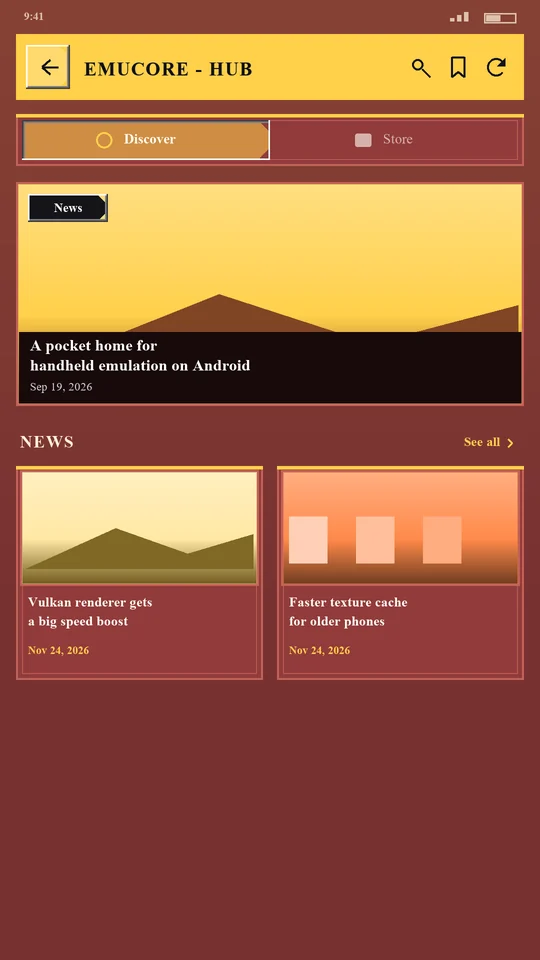 9:41
EMUCORE - HUB
Discover
Store
News
A pocket home for
handheld emulation on Android
Sep 19, 2026
NEWS
See all
Vulkan renderer gets
a big speed boost
Nov 24, 2026
Faster texture cache
for older phones
Nov 24, 2026